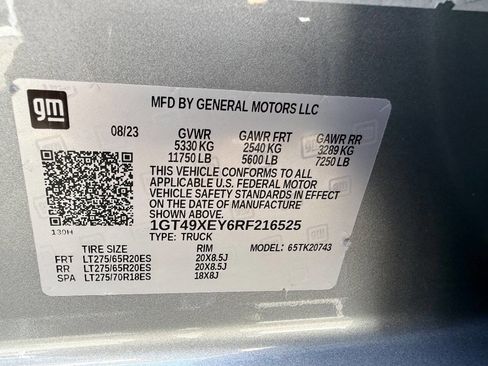 gm
MFD BY GENERAL MOTORS LLC
08/23 GVWR GAWR FRT GAWR RR
5330 KG 2540 KG 3289 KG
11750 LB 5600 LB 7250 LB
THIS VEHICLE CONFORMS TO ALL
APPLICABLE U.S. FEDERAL MOTOR
VEHICLE SAFETY STANDARDS IN EFFECT
ON THE DATE OF MANUFACTURE
SHOWN ABOVE.
1GT49XEY6RF216525
130H TYPE: TRUCK
TIRE SIZE RIM MODEL: 65TK20743
FRT LT275/65R20ES 20X8.5J
RR LT275/65R20ES 20X8.5J
SPA LT275/70R18ES 18X8J